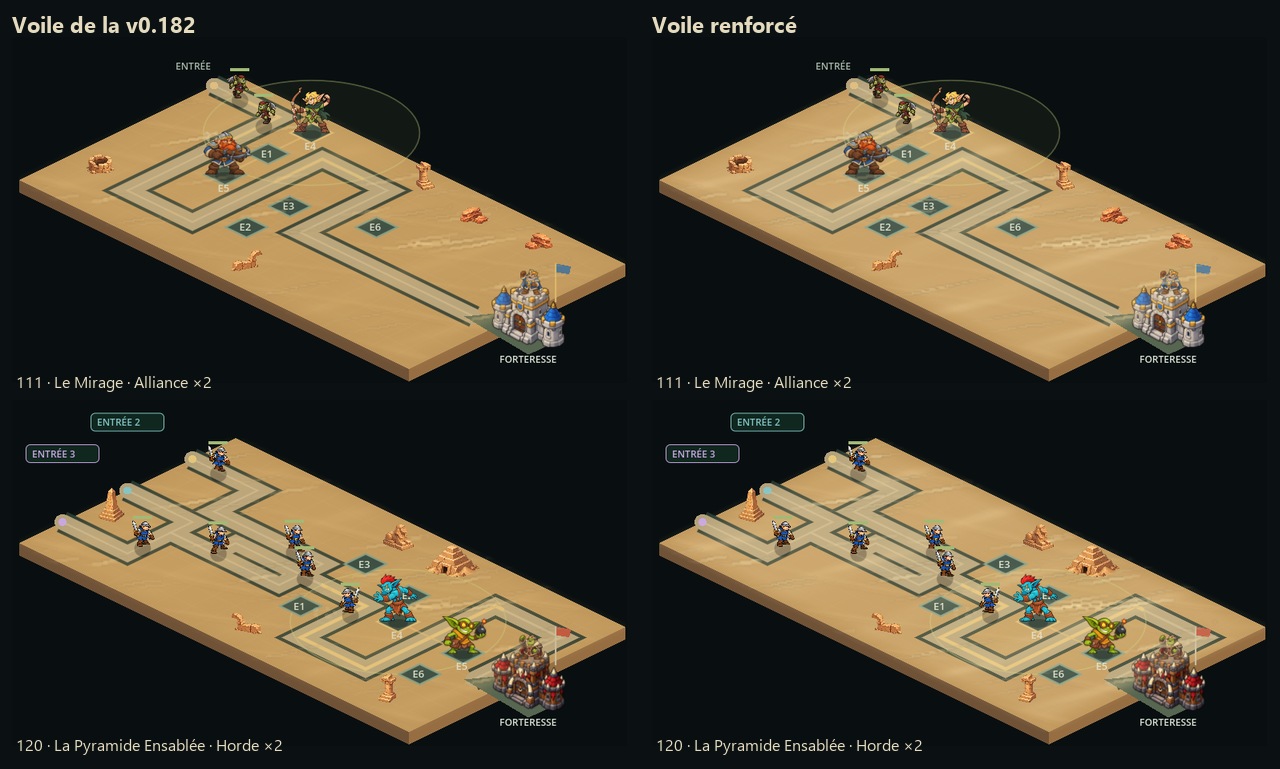 Voile de la v0.182
ENTRÉE
E1
E4
E5
E3
E2
E6
FORTERESSE
111 · Le Mirage · Alliance ×2
Voile renforcé
ENTRÉE
E1
E4
E5
E3
E2
E6
FORTERESSE
111 · Le Mirage · Alliance ×2
ENTRÉE 2
ENTRÉE 3
E3
E1
E4
E5
E6
FORTERESSE
120 · La Pyramide Ensablée · Horde ×2
ENTRÉE 2
ENTRÉE 3
E3
E1
E4
E5
E6
FORTERESSE
120 · La Pyramide Ensablée · Horde ×2